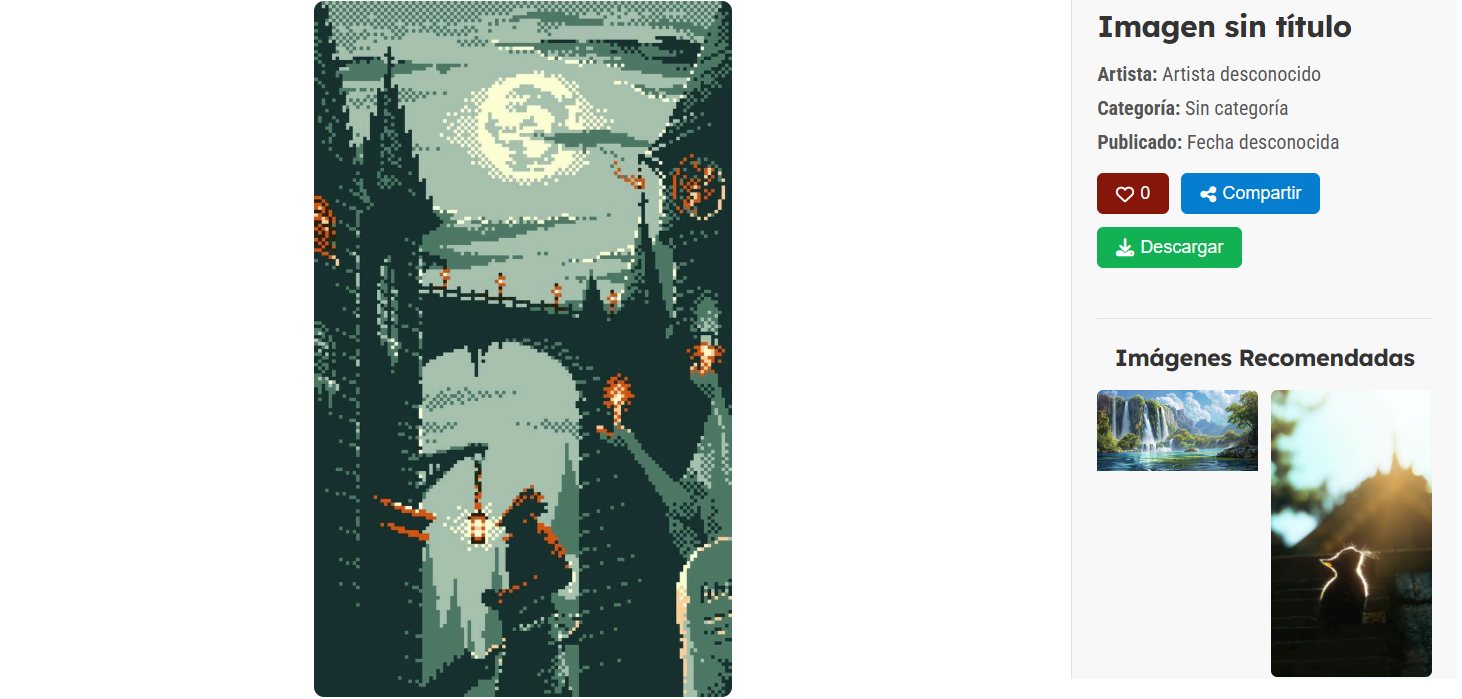 Imagen sin título
Artista: Artista desconocido
Categoría: Sin categoría
Publicado: Fecha desconocida
0
Compartir
Descargar
Imágenes Recomendadas